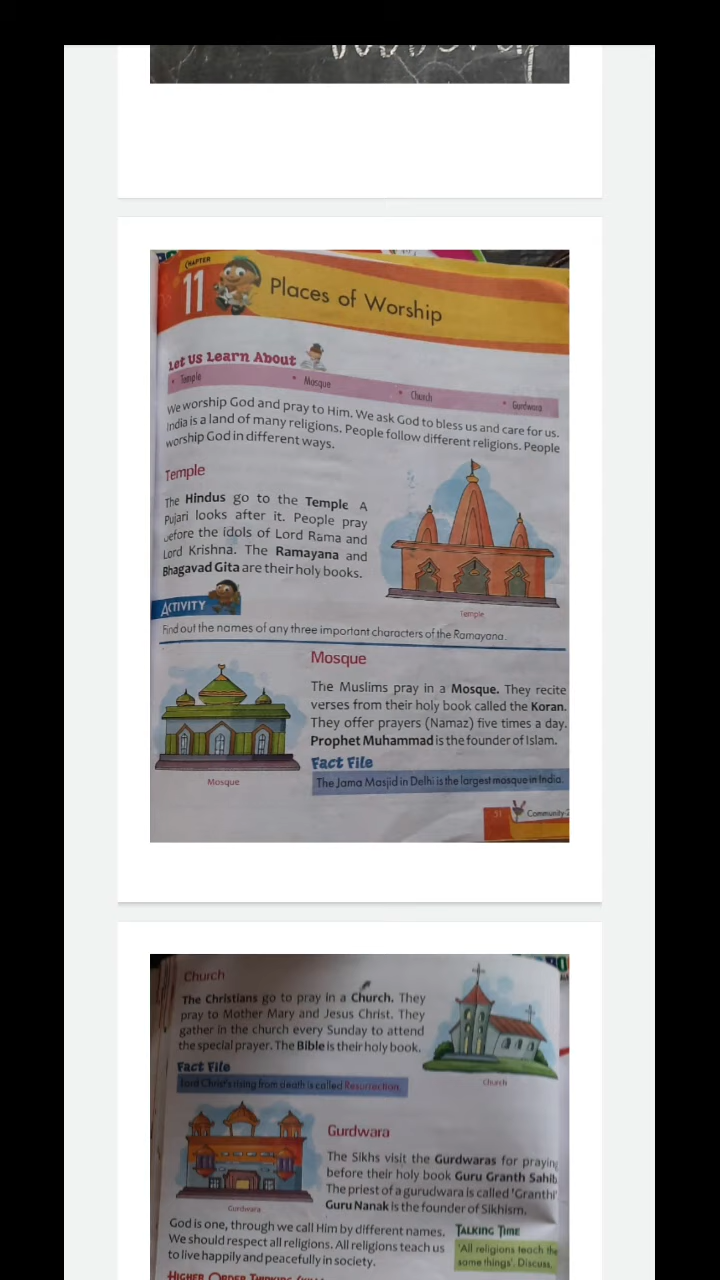 CHAPTER
11
Places of Worship
Let Us Learn About
• Temple • Mosque • Church • Gurdwara
We worship God and pray to Him. We ask God to bless us and care for us.
India is a land of many religions. People follow different religions. People
worship God in different ways.
Temple
The Hindus go to the Temple A
Pujari looks after it. People pray
before the idols of Lord Rama and
Lord Krishna. The Ramayana and
Bhagavad Gita are their holy books.
Temple
ACTIVITY
Find out the names of any three important characters of the Ramayana.
Mosque
The Muslims pray in a Mosque. They recite
verses from their holy book called the Koran.
They offer prayers (Namaz) five times a day.
Prophet Muhammad is the founder of Islam.
Mosque
Fact File
The Jama Masjid in Delhi is the largest mosque in India.
51 Community
Church
The Christians go to pray in a Church. They
pray to Mother Mary and Jesus Christ. They
gather in the church every Sunday to attend
the special prayer. The Bible is their holy book.
Church
Fact File
Lord Christ's rising from death is called Resurrection.
Gurdwara
The Sikhs visit the Gurdwaras for praying
before their holy book Guru Granth Sahib
The priest of a gurudwara is called 'Granthi'
Guru Nanak is the founder of Sikhism.
Gurdwara
God is one, through we call Him by different names.
We should respect all religions. All religions teach us
to live happily and peacefully in society.
TALKING TIME
'All religions teach the
same things'. Discuss.
HIGHER ORDER THINKING